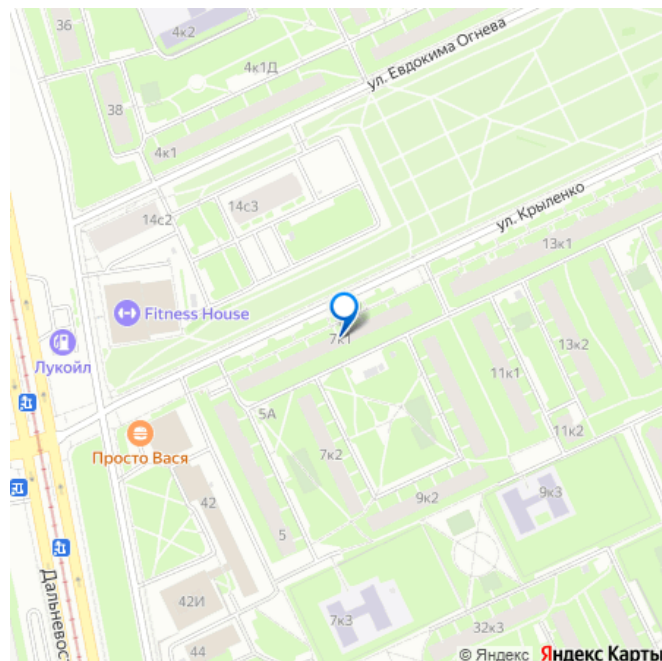 36
4к2
4к1Д
ул. Евдокима Огнева
38
4к1
14с2
14с3
ул. Крыленко
13к1
Fitness House
Лукойл
7к1
13к2
11к1
5А
Просто Вася
7к2
11к2
42
9к2
9к3
5
Дальневос
42И
7к3
44
32к3
© Яндекс Яндекс Карты